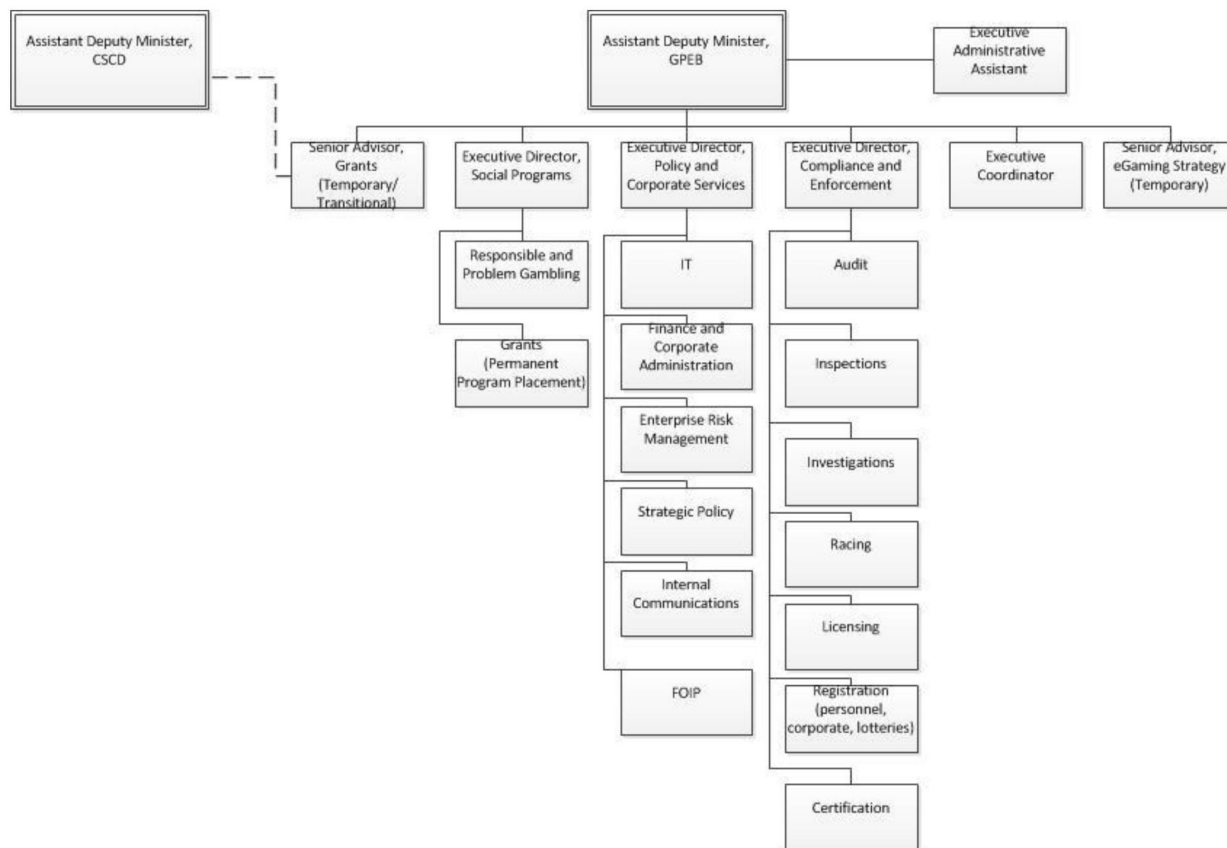 Assistant Deputy Minister,
CSCD
Assistant Deputy Minister,
GPEB
Executive
Administrative
Assistant
Senior Advisor,
Grants
(Temporary/
Transitional)
Executive Director,
Social Programs
Executive Director,
Policy and
Corporate Services
Executive Director,
Compliance and
Enforcement
Executive
Coordinator
Senior Advisor,
eGaming Strategy
(Temporary)
Responsible and
Problem Gambling
Grants
(Permanent
Program Placement)
IT
Finance and
Corporate
Administration
Enterprise Risk
Management
Strategic Policy
Internal
Communications
FOIP
Audit
Inspections
Investigations
Racing
Licensing
Registration
(personnel,
corporate, lotteries)
Certification